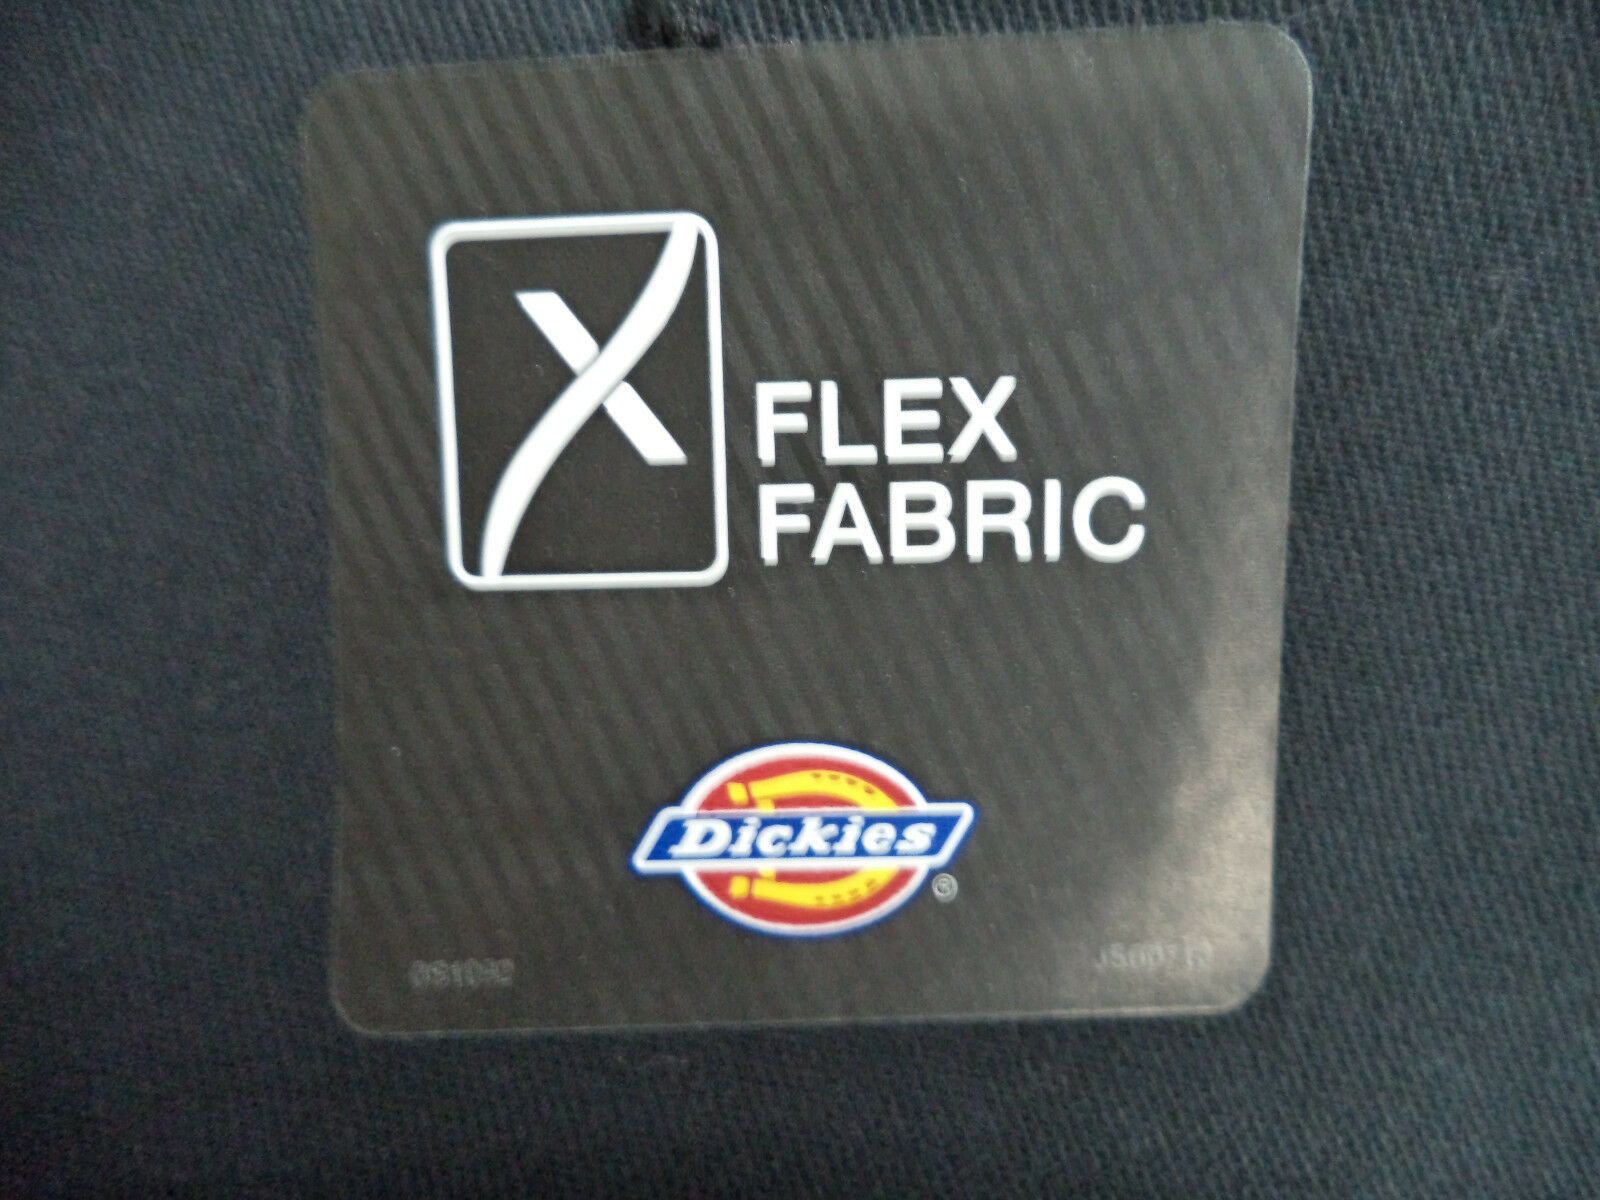 X
FLEX
FABRIC
Dickies
®